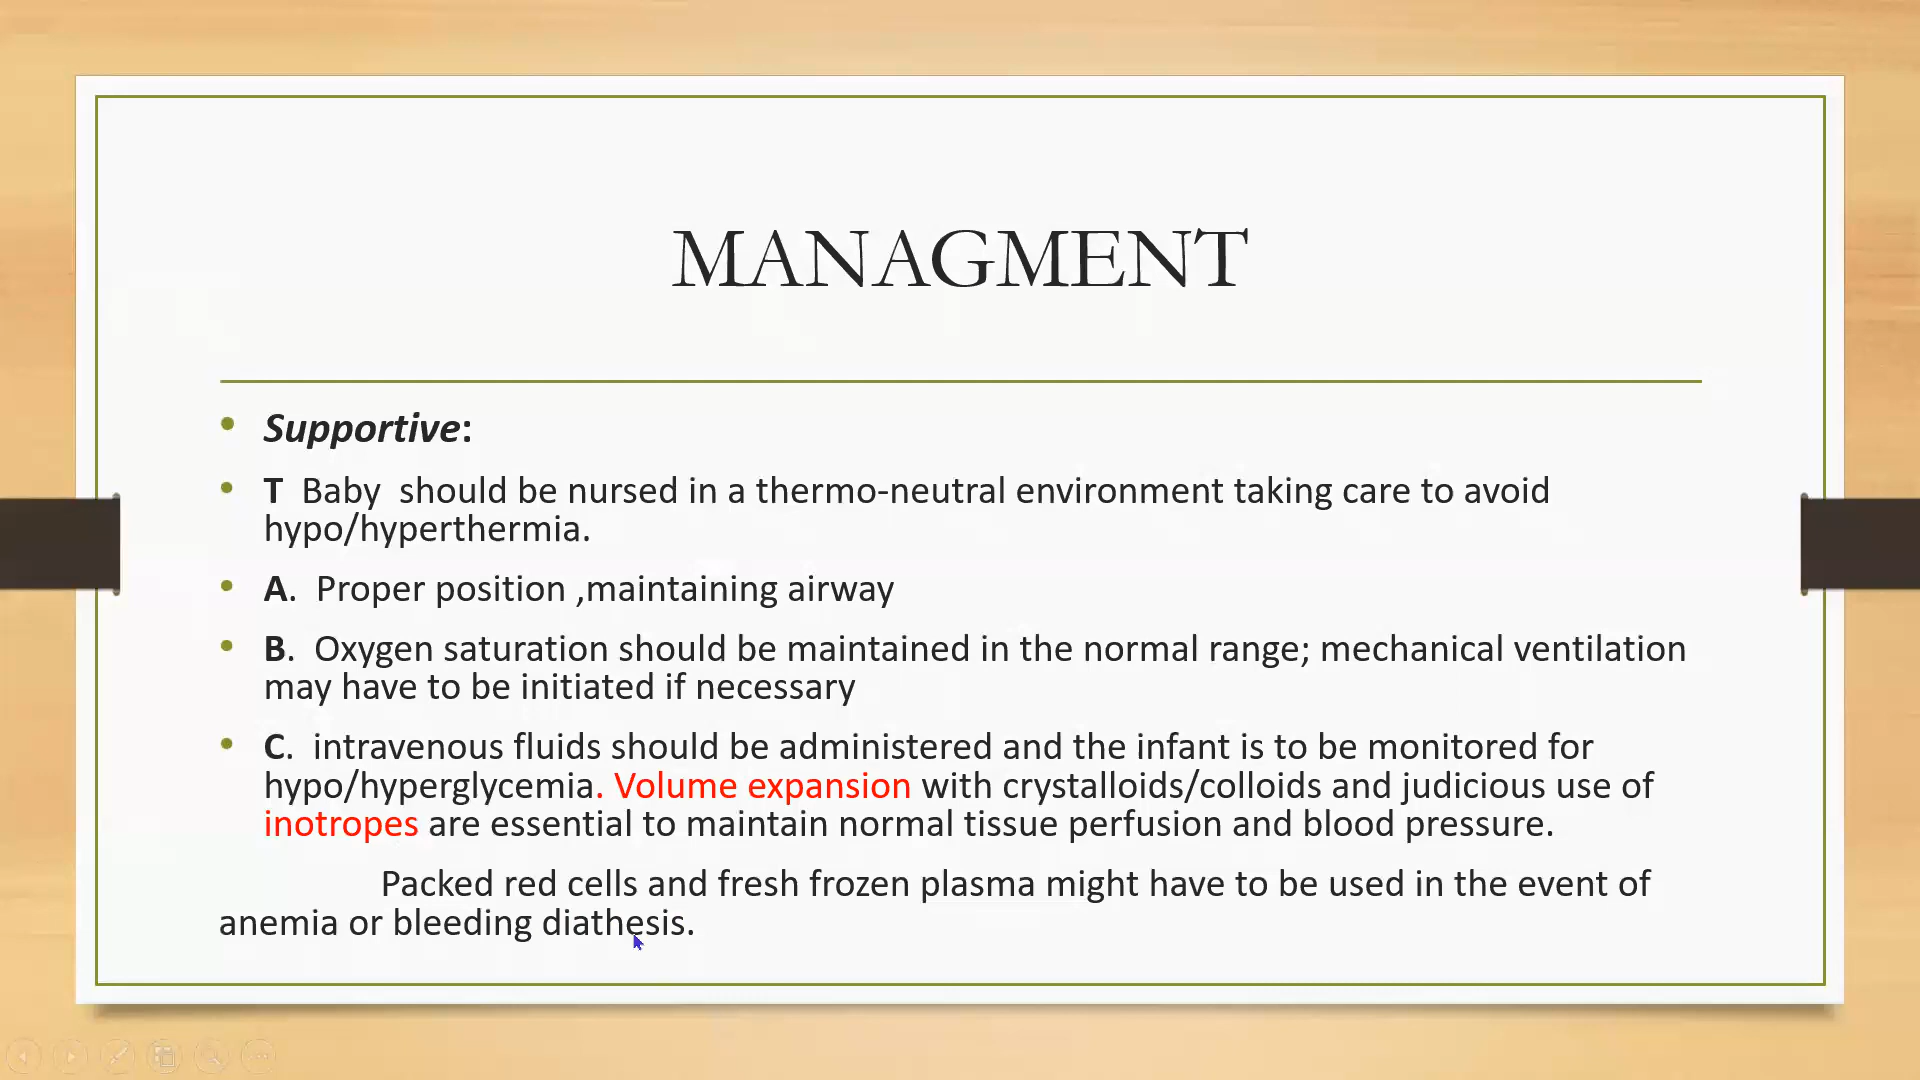 MANAGMENT
• Supportive:
• T Baby should be nursed in a thermo-neutral environment taking care to avoid
hypo/hyperthermia.
• A. Proper position ,maintaining airway
• B. Oxygen saturation should be maintained in the normal range; mechanical ventilation
may have to be initiated if necessary
• C. intravenous fluids should be administered and the infant is to be monitored for
hypo/hyperglycemia. Volume expansion with crystalloids/colloids and judicious use of
inotropes are essential to maintain normal tissue perfusion and blood pressure.
Packed red cells and fresh frozen plasma might have to be used in the event of
anemia or bleeding diathesis.